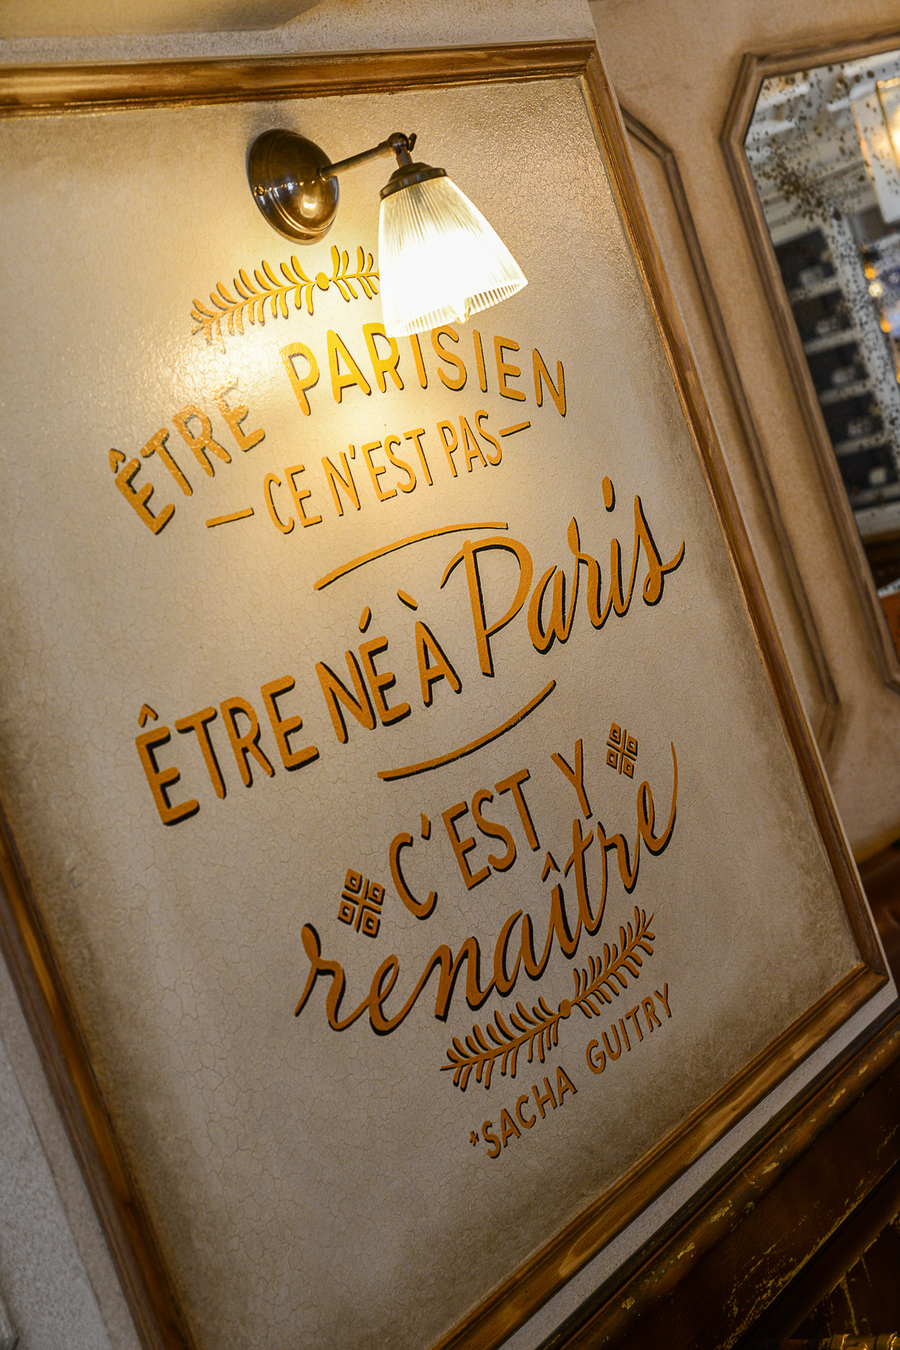 ÊTRE PARISIEN
—CE N'EST PAS—
ÊTRE NÉ À Paris
C'EST Y
renaître
*SACHA GUITRY